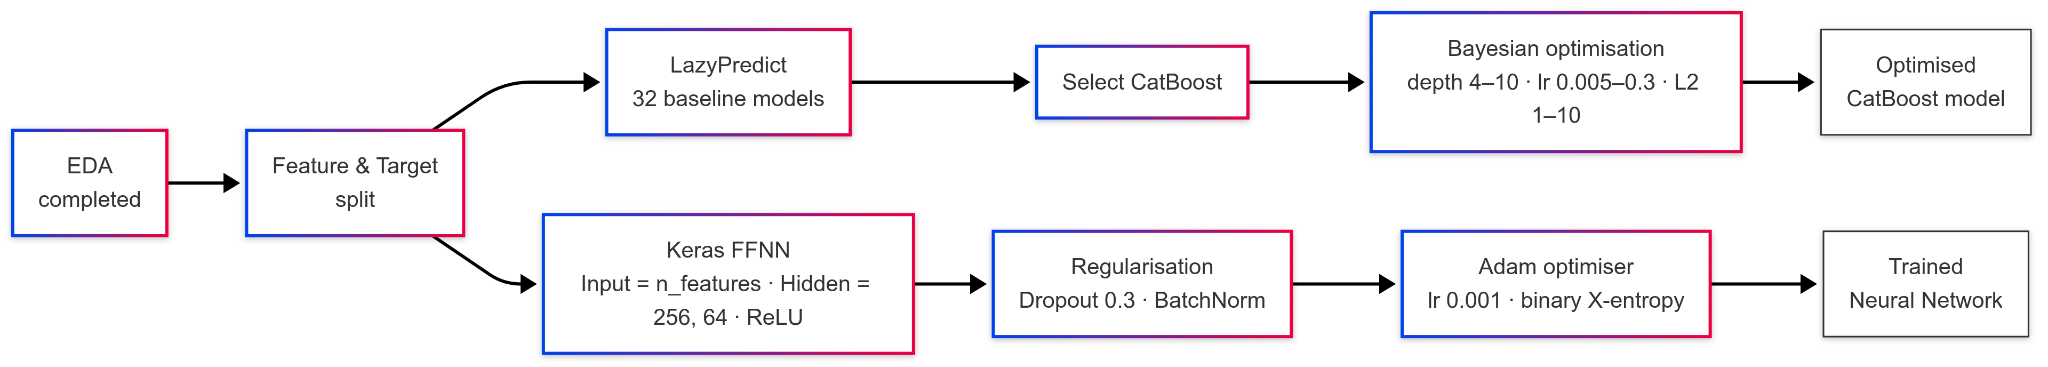 EDA
completed
Feature & Target
split
LazyPredict
32 baseline models
Select CatBoost
Bayesian optimisation
depth 4–10 · lr 0.005–0.3 · L2
1–10
Optimised
CatBoost model
Keras FFNN
Input = n_features · Hidden =
256, 64 · ReLU
Regularisation
Dropout 0.3 · BatchNorm
Adam optimiser
lr 0.001 · binary X-entropy
Trained
Neural Network